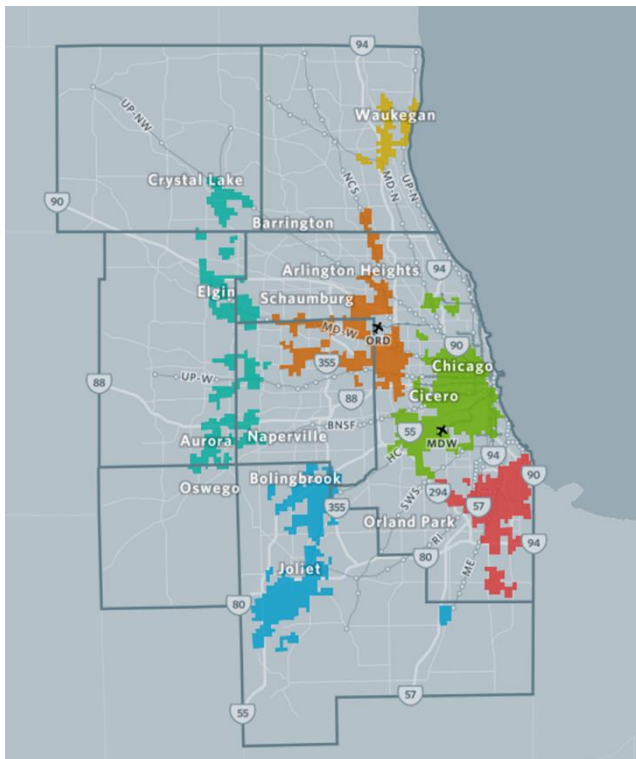 94
Waukegan
UP-NW
NCS
MD-N
UP-N
Crystal Lake
90
Barrington
Arlington Heights
94
Elgin
Schaumburg
MD-W
ORD
90
355
Chicago
UP-W
88
88
Cicero
BNSF
55
MDW
Aurora
Naperville
HC
94
90
Oswego
Bolingbrook
294
SWS
355
57
Orland Park
RI
94
80
ME
Joliet
80
57
55